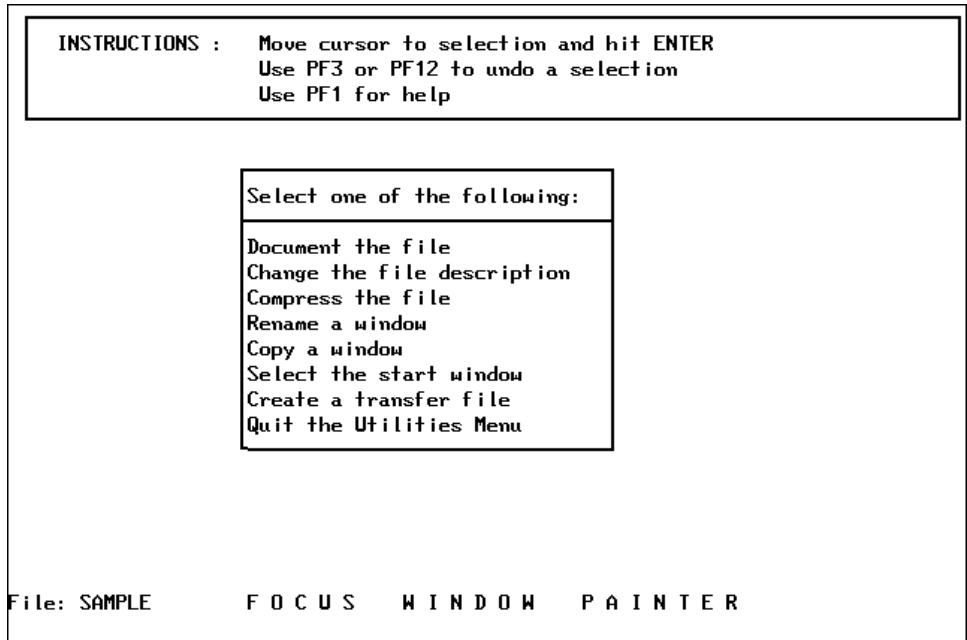 INSTRUCTIONS : Move cursor to selection and hit ENTER
Use PF3 or PF12 to undo a selection
Use PF1 for help
Select one of the following:
Document the file
Change the file description
Compress the file
Rename a window
Copy a window
Select the start window
Create a transfer file
Quit the Utilities Menu
File: SAMPLE F O C U S W I N D O W P A I N T E R